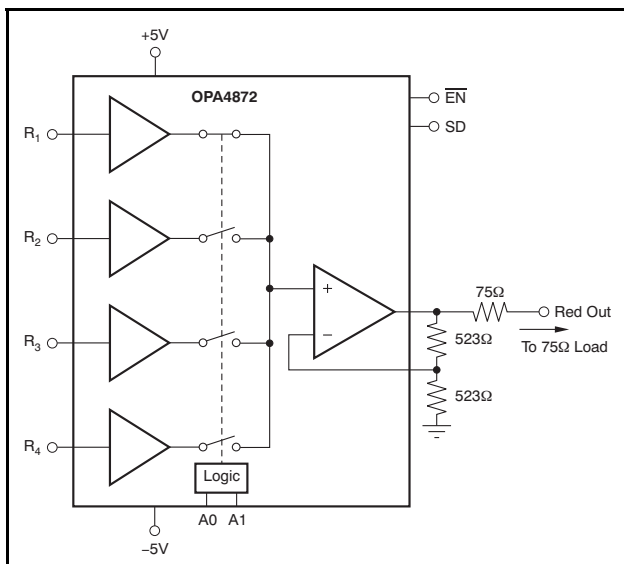 +5V
OPA4872
EN
SD
R1
R2
R3
R4
+
−
75Ω
Red Out
To 75Ω Load
523Ω
523Ω
Logic
A0 A1
−5V